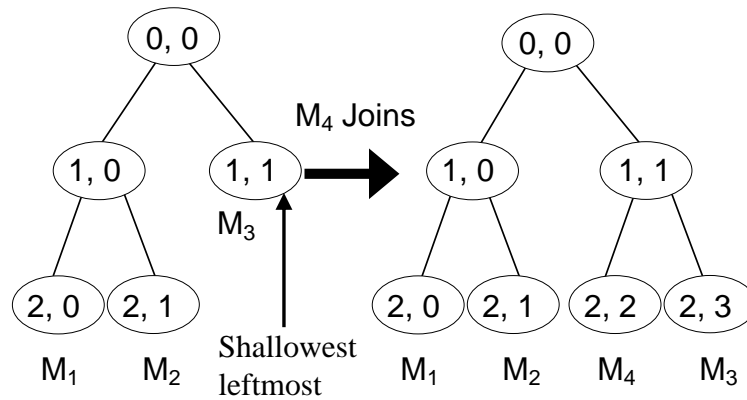 0, 0
0, 0
M₄ Joins
1, 0
1, 1
1, 0
1, 1
M₃
2, 0
2, 1
2, 0
2, 1
2, 2
2, 3
Shallowest
leftmost
M₁
M₂
M₁
M₂
M₄
M₃